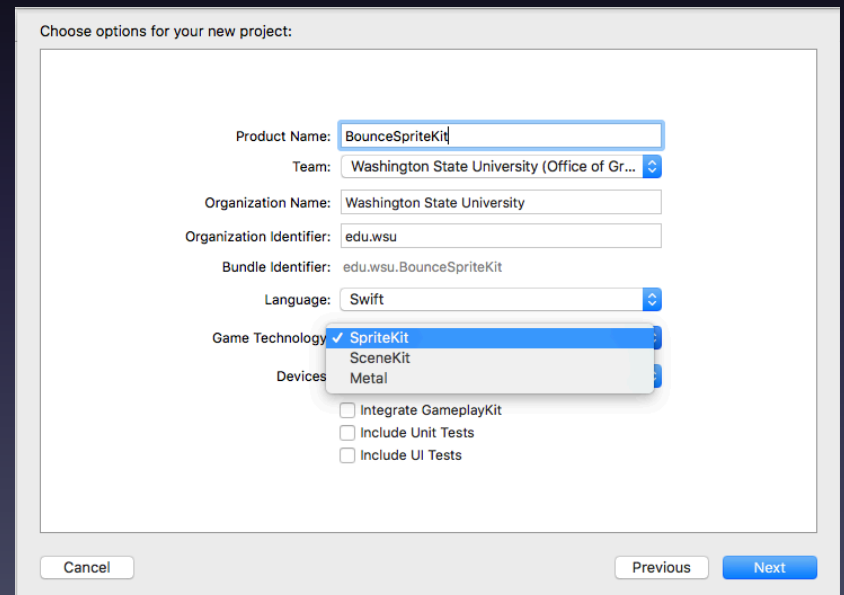 Choose options for your new project:
Product Name: BounceSpriteKit
Team: Washington State University (Office of Gr...
Organization Name: Washington State University
Organization Identifier: edu.wsu
Bundle Identifier: edu.wsu.BounceSpriteKit
Language: Swift
Game Technology ✓ SpriteKit
SceneKit
Devices Metal
Integrate GameplayKit
Include Unit Tests
Include UI Tests
Cancel Previous Next